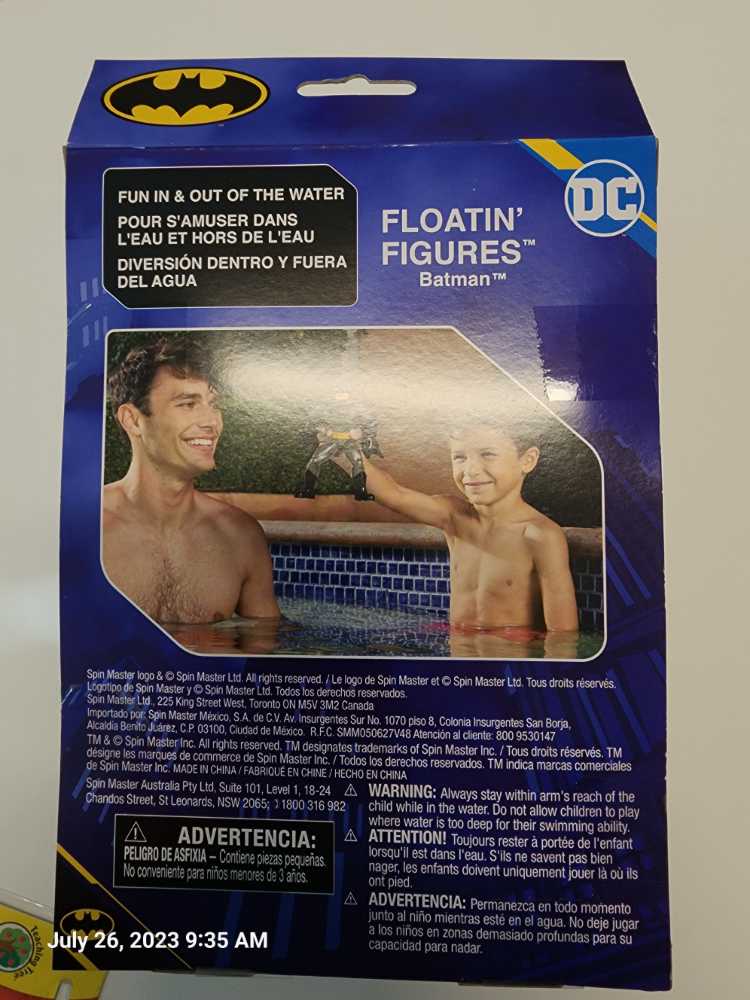 FUN IN & OUT OF THE WATER
POUR S'AMUSER DANS
L'EAU ET HORS DE L'EAU
DIVERSIÓN DENTRO Y FUERA
DEL AGUA
DC
FLOATIN'
FIGURES™
Batman™
Spin Master logo & © Spin Master Ltd. All rights reserved. / Le logo de Spin Master et © Spin Master Ltd. Tous droits réservés.
Logotipo de Spin Master y © Spin Master Ltd. Todos los derechos reservados.
Spin Master Ltd., 225 King Street West, Toronto ON M5V 3M2 Canada
Importado por: Spin Master México, S.A. de C.V. Av. Insurgentes Sur No. 1070 piso 8, Colonia Insurgentes San Borja,
Alcaldía Benito Juárez, C.P. 03100, Ciudad de México. R.F.C. SMM050627V48 Atención al cliente: 800 9530147
TM & © Spin Master Inc. All rights reserved. TM designates trademarks of Spin Master Inc. / Tous droits réservés. TM
désigne les marques de commerce de Spin Master Inc. / Todos los derechos reservados. TM indica marcas comerciales
de Spin Master Inc. MADE IN CHINA / FABRIQUÉ EN CHINE / HECHO EN CHINA
Spin Master Australia Pty Ltd, Suite 101, Level 1, 18-24
Chandos Street, St Leonards, NSW 2065; 1800 316 982
ADVERTENCIA:
PELIGRO DE ASFIXIA – Contiene piezas pequeñas.
No conveniente para niños menores de 3 años.
WARNING: Always stay within arm's reach of the
child while in the water. Do not allow children to play
where water is too deep for their swimming ability.
ATTENTION! Toujours rester à portée de l'enfant
lorsqu'il est dans l'eau. S'ils ne savent pas bien
nager, les enfants doivent uniquement jouer là où ils
ont pied.
ADVERTENCIA: Permanezca en todo momento
junto al niño mientras esté en el agua. No deje jugar
a los niños en zonas demasiado profundas para su
capacidad para nadar.
Teaching Tree
July 26, 2023 9:35 AM